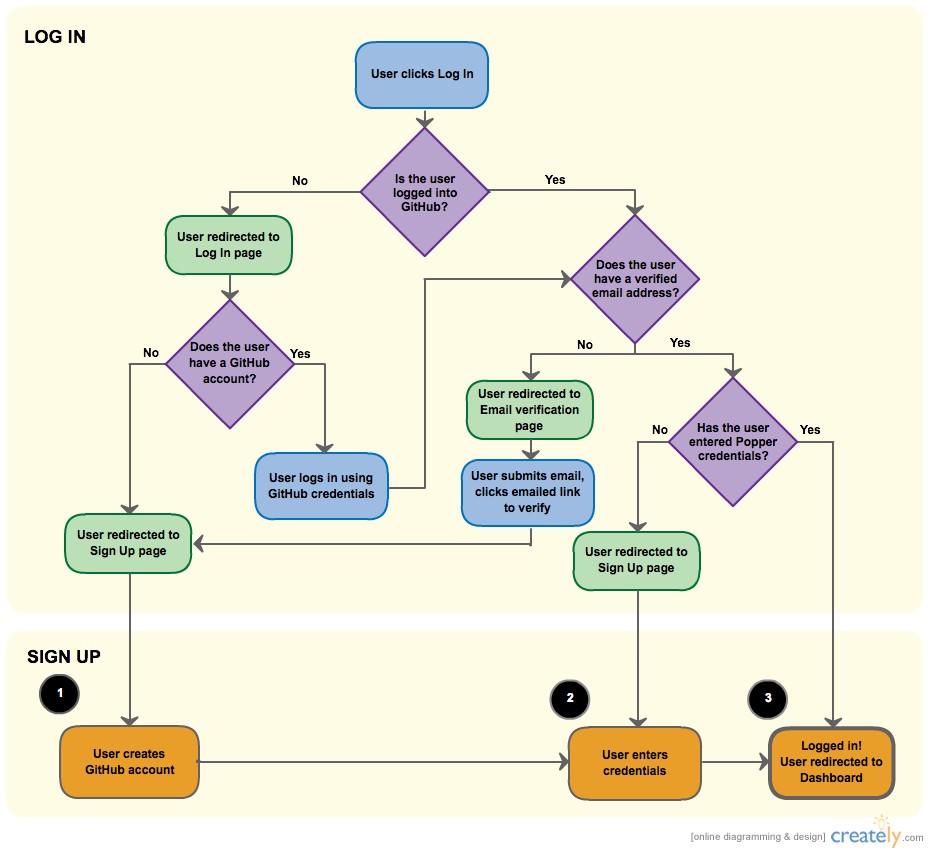 LOG IN
User clicks Log In
Is the user
logged into
GitHub?
No
Yes
User redirected to
Log In page
Does the user
have a verified
email address?
Does the user
have a GitHub
account?
No
Yes
No
Yes
User redirected to
Email verification
page
Has the user
entered Popper
credentials?
No
Yes
User logs in using
GitHub credentials
User submits email,
clicks emailed link
to verify
User redirected to
Sign Up page
User redirected to
Sign Up page
SIGN UP
1
2
3
User creates
GitHub account
User enters
credentials
Logged in!
User redirected to
Dashboard
[online diagramming & design] creately.com